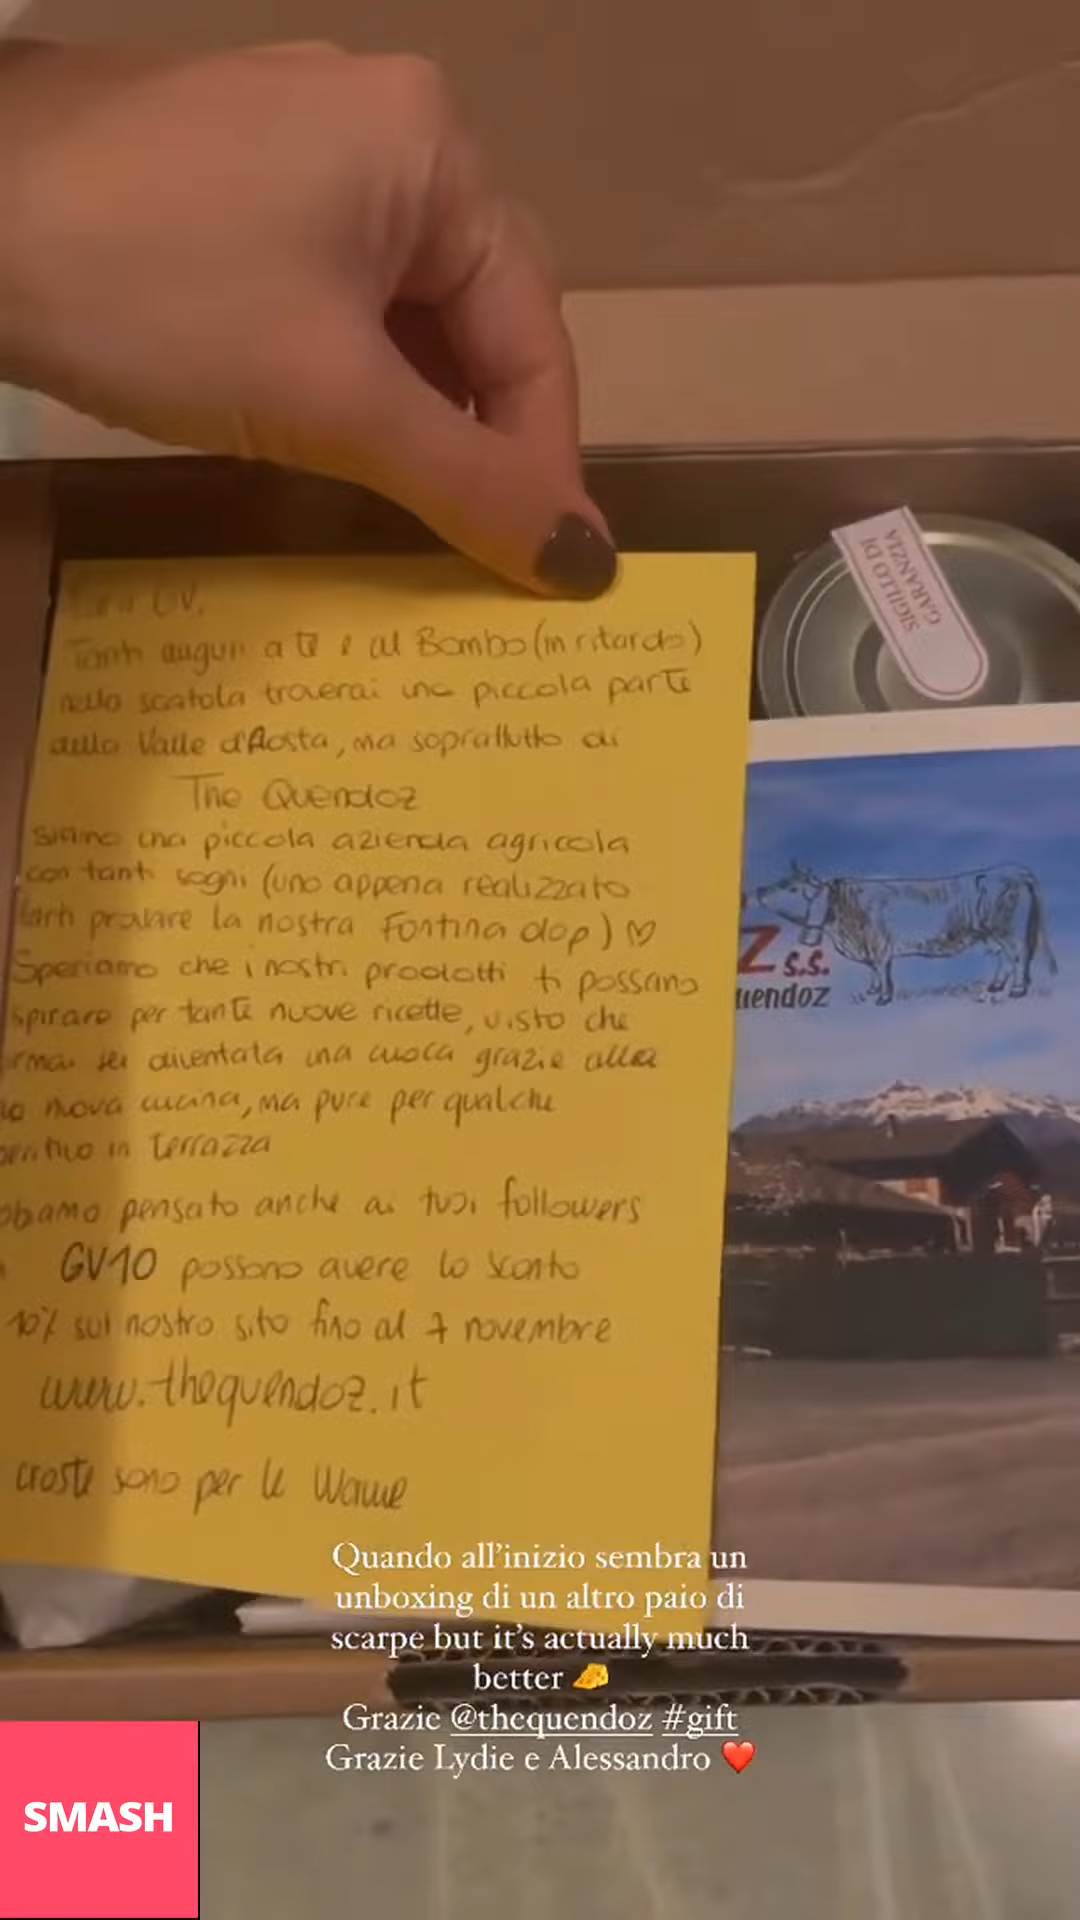 Cara GV,
Tanti auguri a te e al Bombo (in ritardo)
nella scatola troverai una piccola parte
della Valle d'Aosta, ma soprattutto di
The Quendoz
siamo una piccola azienda agricola
con tanti sogni (uno appena realizzato
farti provare la nostra Fontina dop) ♡
Speriamo che i nostri prodotti ti possano
spirare per tante nuove ricette, visto che
ormai sei diventata una cuoca grazie alla
nuova cucina, ma pure per qualche
in terrazza
pensato anche ai tuoi followers
GV10 possono avere lo sconto
10% sul nostro sito fino al 7 novembre
www.thequendoz.it
croste sono per le
SIGILLO DI
GARANZIA
Z s.s.
uendoz
Quando all'inizio sembra un
unboxing di un altro paio di
scarpe but it's actually much
better 🧀
Grazie @thequendoz #gift
Grazie Lydie e Alessandro ❤️
SMASH